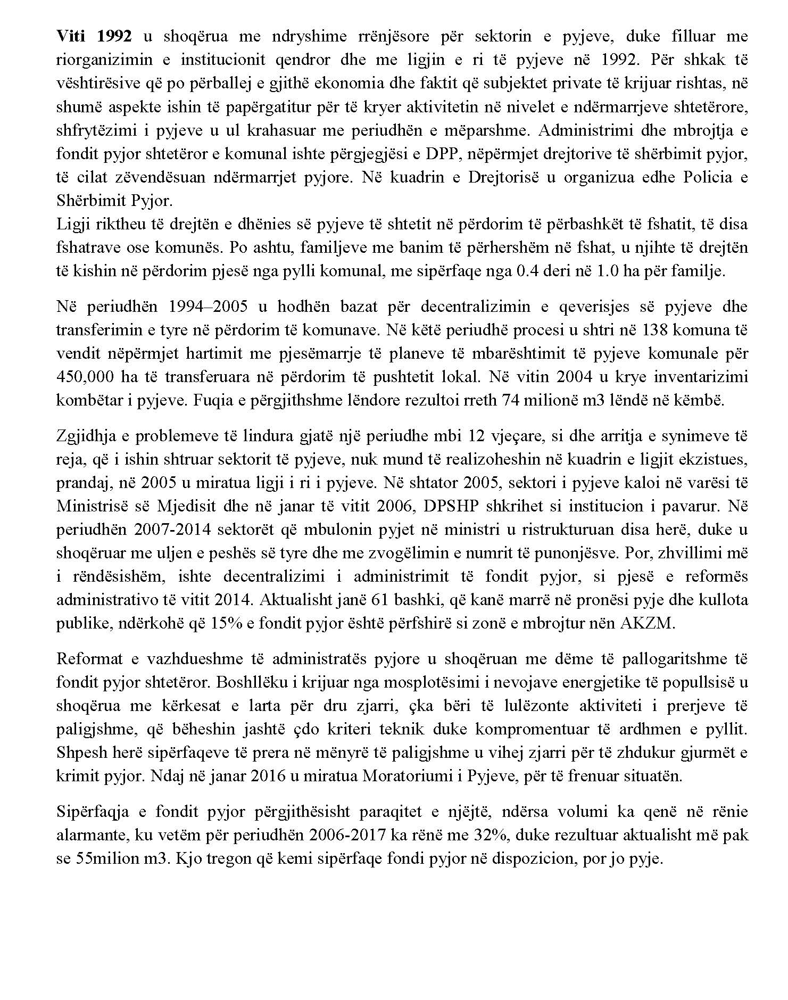 Viti 1992 u shoqërua me ndryshime rrënjësore për sektorin e pyjeve, duke filluar me
riorganizimin e institucionit qendror dhe me ligjin e ri të pyjeve në 1992. Për shkak të
vështirësive që po përballej e gjithë ekonomia dhe faktit që subjektet private të krijuar rishtas, në
shumë aspekte ishin të papërgatitur për të kryer aktivitetin në nivelet e ndërmarrjeve shtetërore,
shfrytëzimi i pyjeve u ul krahasuar me periudhën e mëparshme. Administrimi dhe mbrojtja e
fondit pyjor shtetëror e komunal ishte përgjegjësi e DPP, nëpërmjet drejtorive të shërbimit pyjor,
të cilat zëvendësuan ndërmarrjet pyjore. Në kuadrin e Drejtorisë u organizua edhe Policia e
Shërbimit Pyjor.
Ligji riktheu të drejtën e dhënies së pyjeve të shtetit në përdorim të përbashkët të fshatit, të disa
fshatrave ose komunës. Po ashtu, familjeve me banim të përhershëm në fshat, u njihte të drejtën
të kishin në përdorim pjesë nga pylli komunal, me sipërfaqe nga 0.4 deri në 1.0 ha për familje.
Në periudhën 1994–2005 u hodhën bazat për decentralizimin e qeverisjes së pyjeve dhe
transferimin e tyre në përdorim të komunave. Në këtë periudhë procesi u shtri në 138 komuna të
vendit nëpërmjet hartimit me pjesëmarrje të planeve të mbarështimit të pyjeve komunale për
450,000 ha të transferuara në përdorim të pushtetit lokal. Në vitin 2004 u krye inventarizimi
kombëtar i pyjeve. Fuqia e përgjithshme lëndore rezultoi rreth 74 milionë m3 lëndë në këmbë.
Zgjidhja e problemeve të lindura gjatë një periudhe mbi 12 vjeçare, si dhe arritja e synimeve të
reja, që i ishin shtruar sektorit të pyjeve, nuk mund të realizoheshin në kuadrin e ligjit ekzistues,
prandaj, në 2005 u miratua ligji i ri i pyjeve. Në shtator 2005, sektori i pyjeve kaloi në varësi të
Ministrisë së Mjedisit dhe në janar të vitit 2006, DPSHP shkrihet si institucion i pavarur. Në
periudhën 2007-2014 sektorët që mbulonin pyjet në ministri u ristrukturuan disa herë, duke u
shoqëruar me uljen e peshës së tyre dhe me zvogëlimin e numrit të punonjësve. Por, zhvillimi më
i rëndësishëm, ishte decentralizimi i administrimit të fondit pyjor, si pjesë e reformës
administrativo të vitit 2014. Aktualisht janë 61 bashki, që kanë marrë në pronësi pyje dhe kullota
publike, ndërkohë që 15% e fondit pyjor është përfshirë si zonë e mbrojtur nën AKZM.
Reformat e vazhdueshme të administratës pyjore u shoqëruan me dëme të pallogaritshme të
fondit pyjor shtetëror. Boshllëku i krijuar nga mosplotësimi i nevojave energjetike të popullsisë u
shoqërua me kërkesat e larta për dru zjarri, çka bëri të lulëzonte aktiviteti i prerjeve të
paligjshme, që bëheshin jashtë çdo kriteri teknik duke kompromentuar të ardhmen e pyllit.
Shpesh herë sipërfaqeve të prera në mënyrë të paligjshme u vihej zjarri për të zhdukur gjurmët e
krimit pyjor. Ndaj në janar 2016 u miratua Moratoriumi i Pyjeve, për të frenuar situatën.
Sipërfaqja e fondit pyjor përgjithësisht paraqitet e njëjtë, ndërsa volumi ka qenë në rënie
alarmante, ku vetëm për periudhën 2006-2017 ka rënë me 32%, duke rezultuar aktualisht më pak
se 55milion m3. Kjo tregon që kemi sipërfaqe fondi pyjor në dispozicion, por jo pyje.